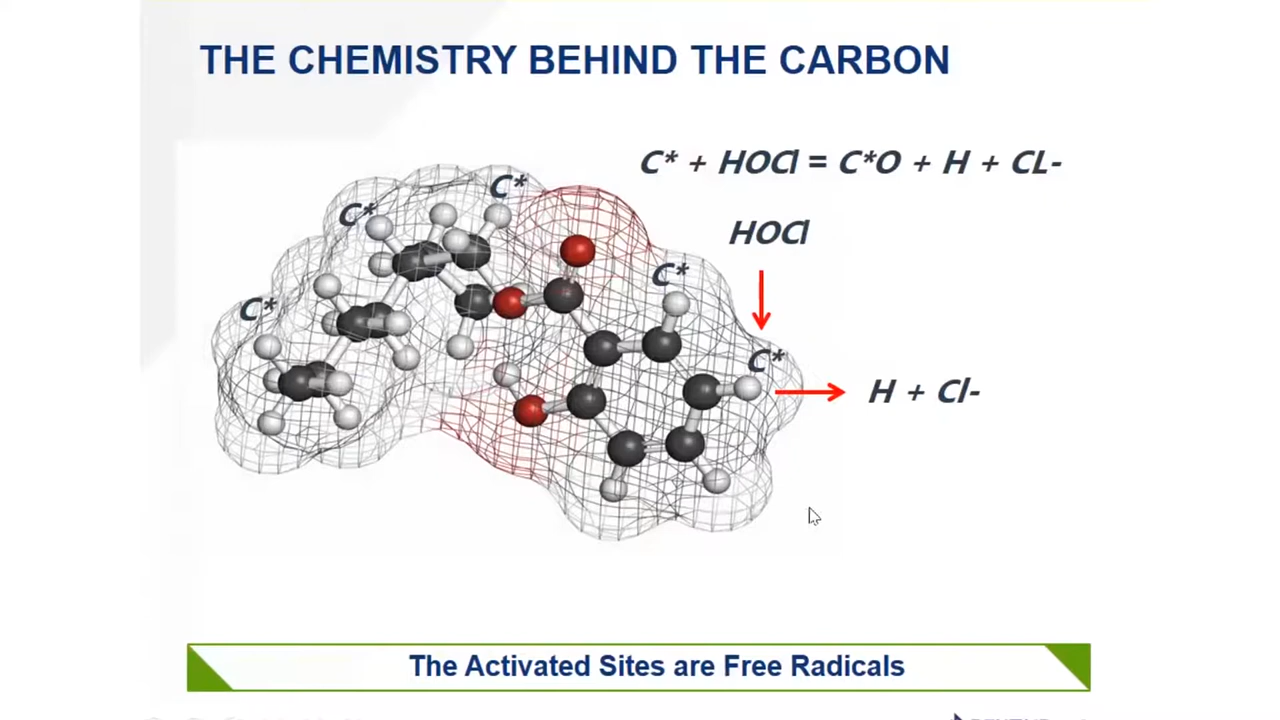 THE CHEMISTRY BEHIND THE CARBON
C* + HOCl = C*O + H + CL-
HOCl
C*
C*
C*
C*
C*
H + Cl-
The Activated Sites are Free Radicals